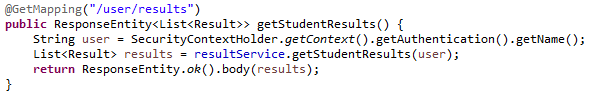 @GetMapping("/user/results")
public ResponseEntity<List<Result>> getStudentResults() {
    String user = SecurityContextHolder.getContext().getAuthentication().getName();
    List<Result> results = resultService.getStudentResults(user);
    return ResponseEntity.ok().body(results);
}